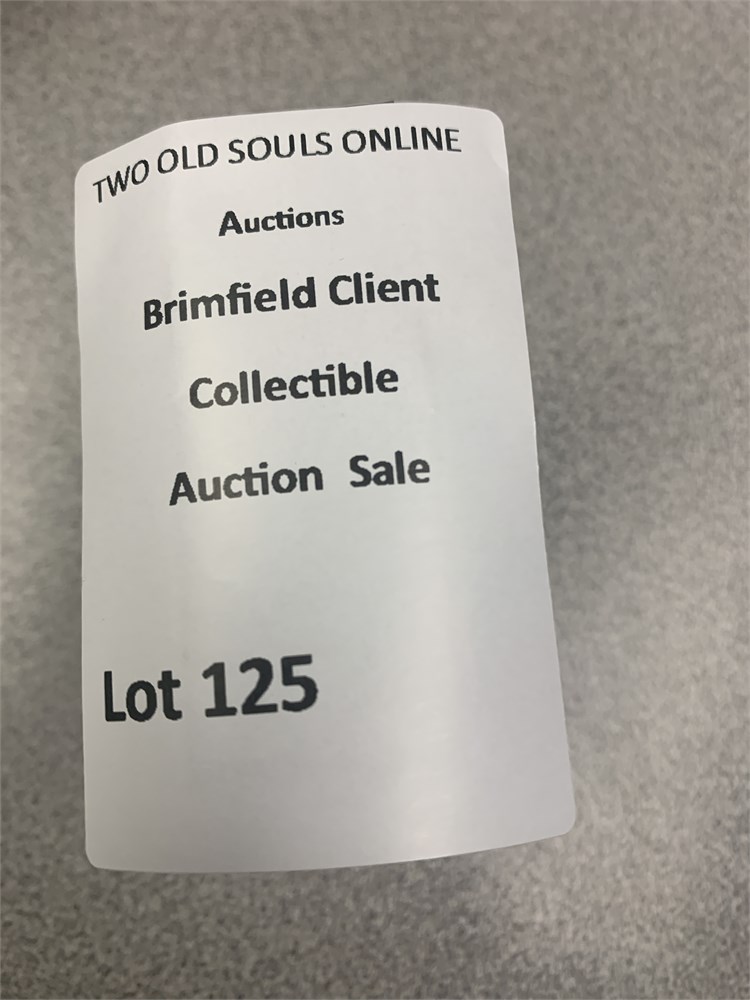 TWO OLD SOULS ONLINE
Auctions
Brimfield Client
Collectible
Auction Sale
Lot 125